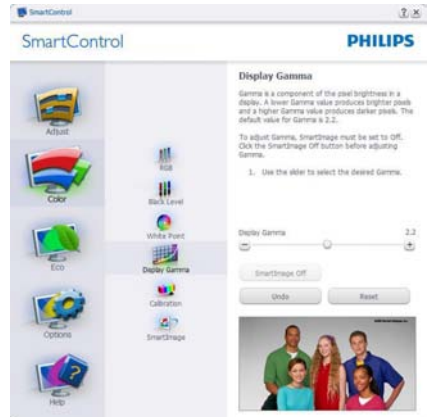 SmartControl
SmartControl
PHILIPS
Adjust
Color
Eco
Options
Help
RGB
Black Level
White Point
Display Gamma
Calibration
SmartImage
Display Gamma
Gamma is a component of the pixel brightness in a
display. A lower Gamma value produces brighter pixels
and a higher Gamma value produces darker pixels. The
default value for Gamma is 2.2.
To adjust Gamma, SmartImage must be set to Off.
Click the SmartImage Off button before adjusting
Gamma.
1. Use the slider to select the desired Gamma.
Display Gamma 2.2
SmartImage Off
Undo Reset